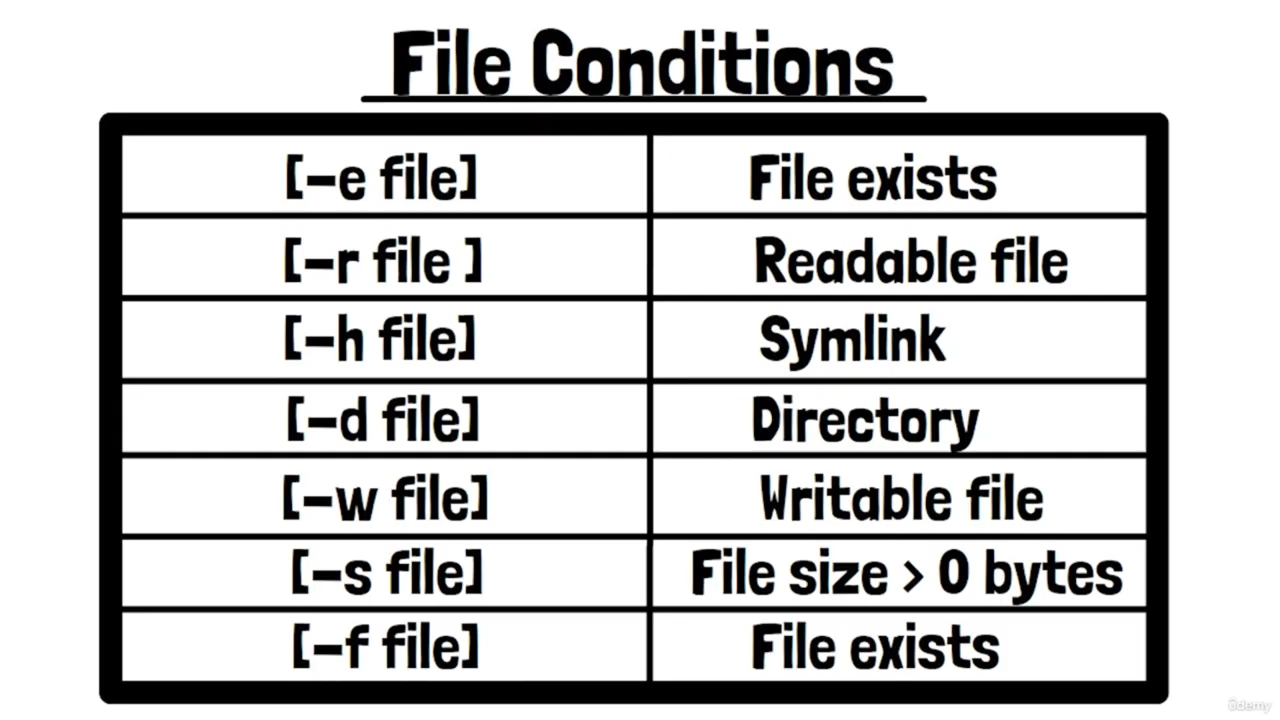 File Conditions
[-e file] File exists
[-r file ] Readable file
[-h file] Symlink
[-d file] Directory
[-w file] Writable file
[-s file] File size > 0 bytes
[-f file] File exists
ûdemy